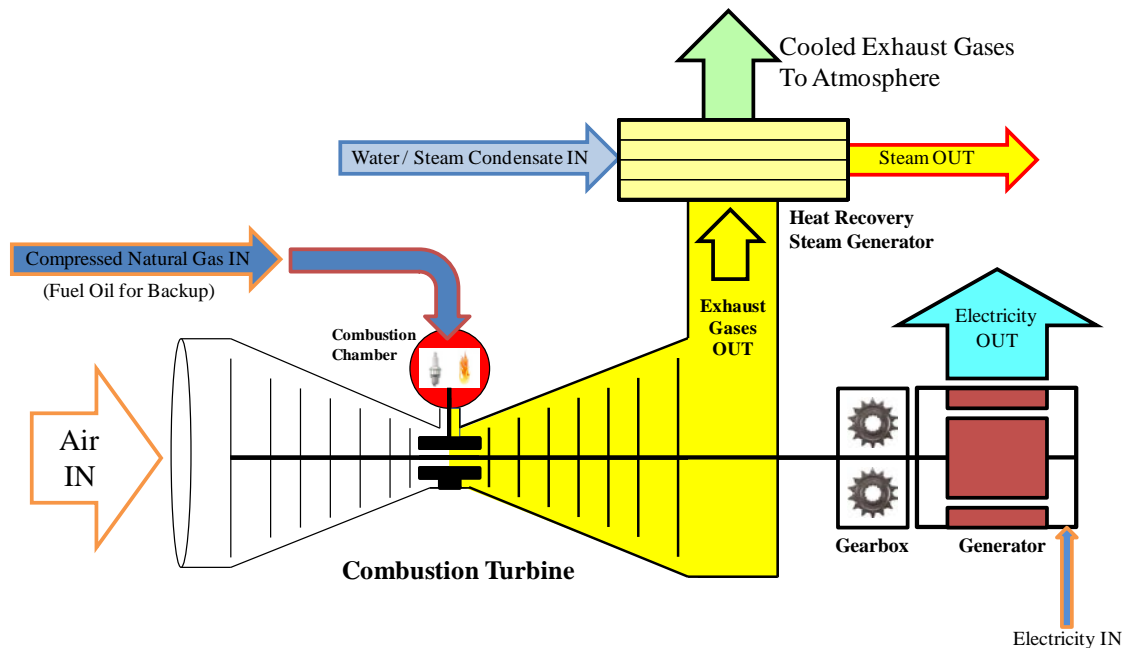 Cooled Exhaust Gases
To Atmosphere
Water / Steam Condensate IN
Steam OUT
Heat Recovery
Steam Generator
Compressed Natural Gas IN
(Fuel Oil for Backup)
Exhaust
Gases
OUT
Electricity
OUT
Combustion
Chamber
Air
IN
Gearbox
Generator
Combustion Turbine
Electricity IN